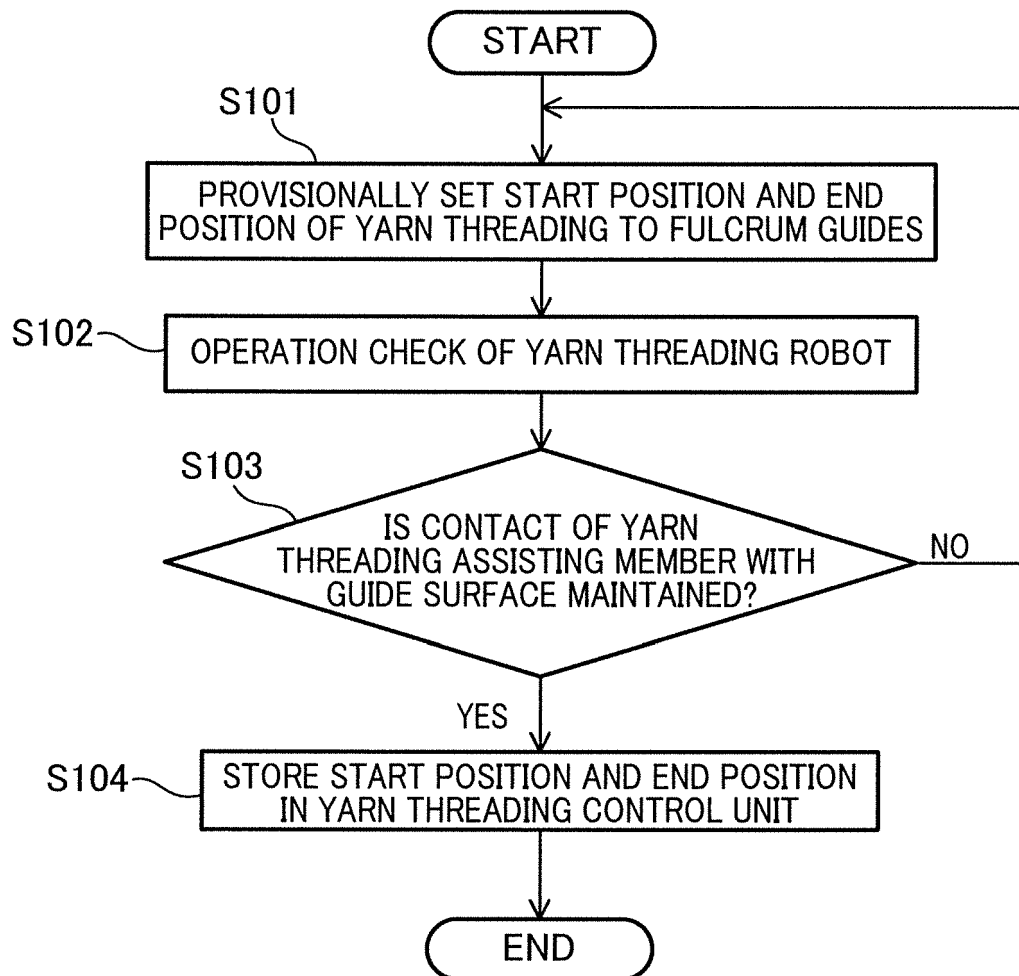 START
S101
PROVISIONALLY SET START POSITION AND END
POSITION OF YARN THREADING TO FULCRUM GUIDES
S102
OPERATION CHECK OF YARN THREADING ROBOT
S103
IS CONTACT OF YARN
THREADING ASSISTING MEMBER WITH
GUIDE SURFACE MAINTAINED?
NO
YES
S104
STORE START POSITION AND END POSITION
IN YARN THREADING CONTROL UNIT
END